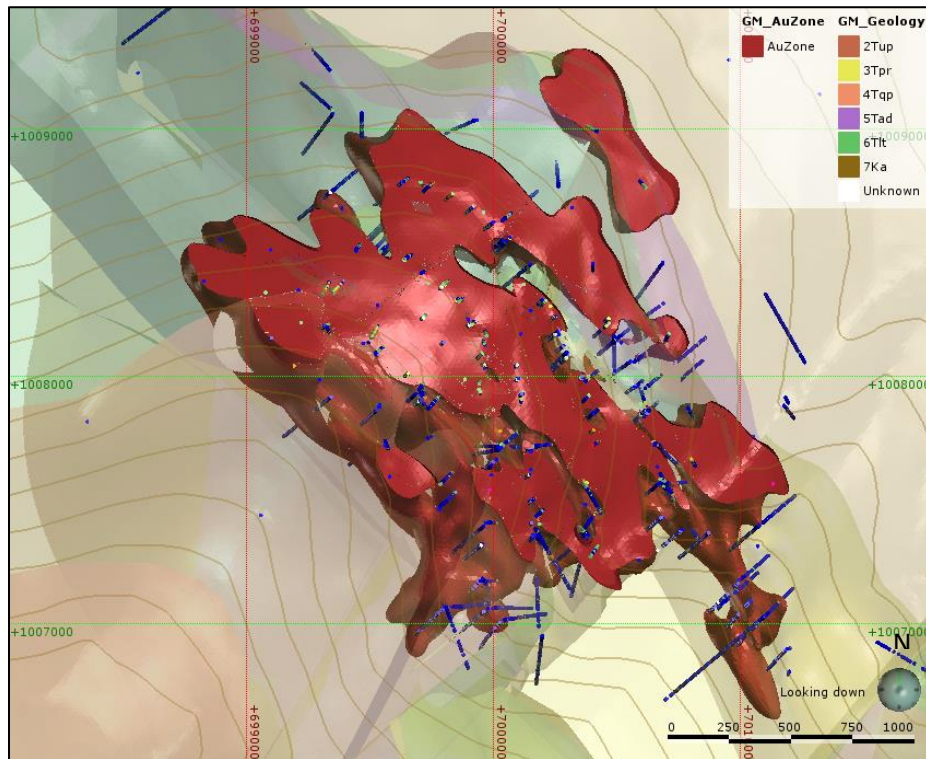 +699000
+700000
GM_AuZone
AuZone
GM_Geology
2Tup
3Tpr
4Tqp
5Tad
6Tlt
7Ka
Unknown
+1009000
+1009000
+1008000
+1008000
+1007000
+1007000
N
Looking down
0 250 500 750 1000
+699000
+700000
+701000